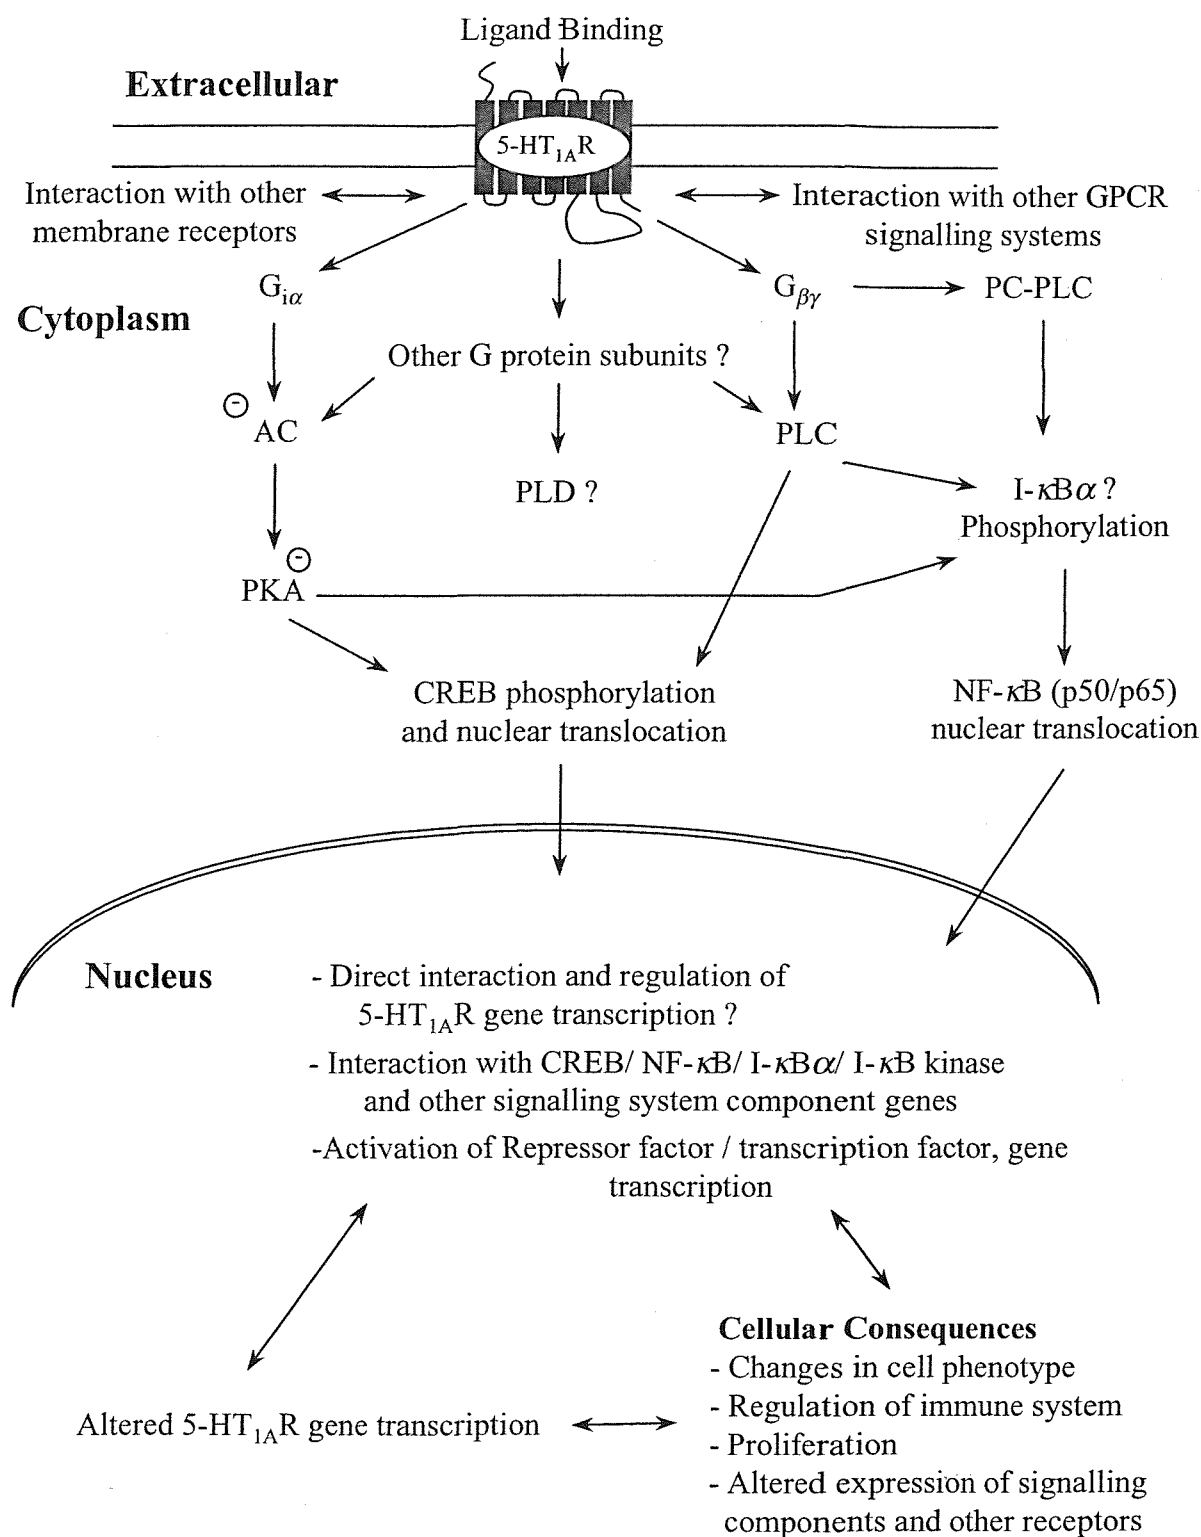 Ligand Binding
Extracellular
5-HT1AR
Interaction with other
membrane receptors
Interaction with other GPCR
signalling systems
Giα
Gβγ
PC-PLC
Cytoplasm
Other G protein subunits ?
-
AC
PLC
PLD ?
I-κBα ?
Phosphorylation
-
PKA
CREB phosphorylation
and nuclear translocation
NF-κB (p50/p65)
nuclear translocation
Nucleus
- Direct interaction and regulation of
5-HT1AR gene transcription ?
- Interaction with CREB/ NF-κB/ I-κBα/ I-κB kinase
and other signalling system component genes
-Activation of Repressor factor / transcription factor, gene
transcription
Cellular Consequences
- Changes in cell phenotype
- Regulation of immune system
- Proliferation
- Altered expression of signalling
components and other receptors
Altered 5-HT1AR gene transcription